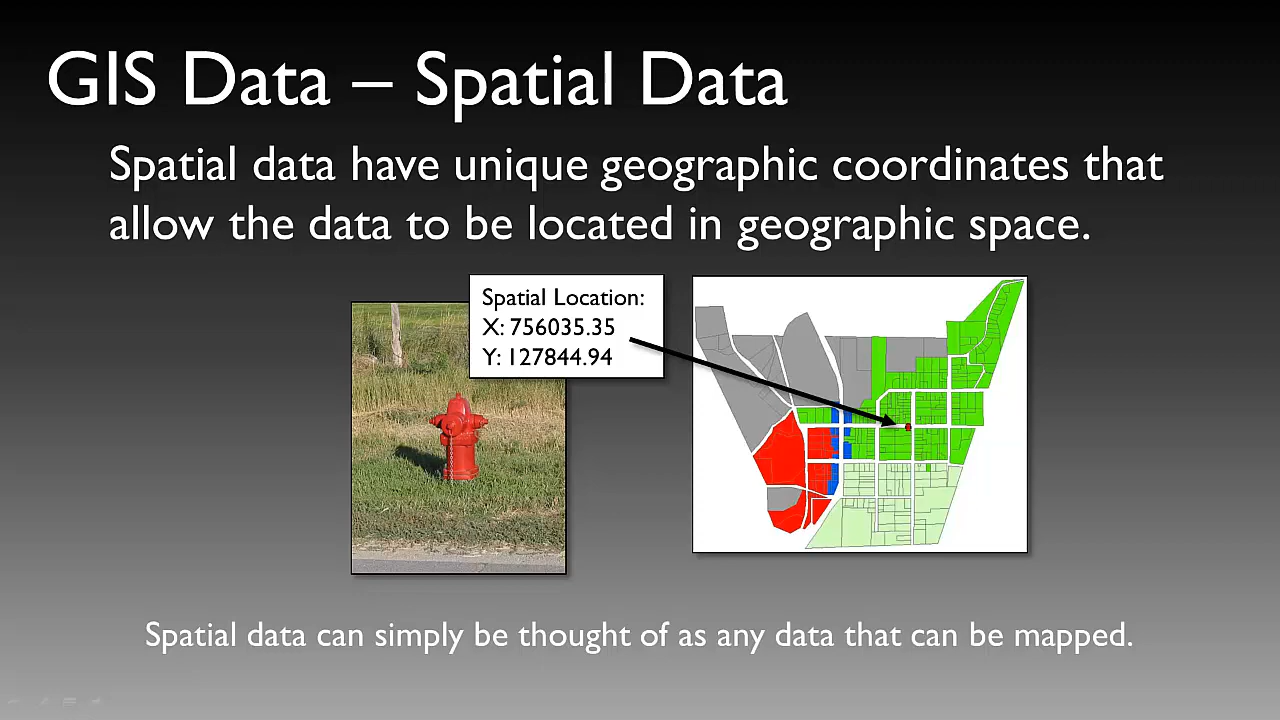 GIS Data – Spatial Data
Spatial data have unique geographic coordinates that
allow the data to be located in geographic space.
Spatial Location:
X: 756035.35
Y: 127844.94
Spatial data can simply be thought of as any data that can be mapped.